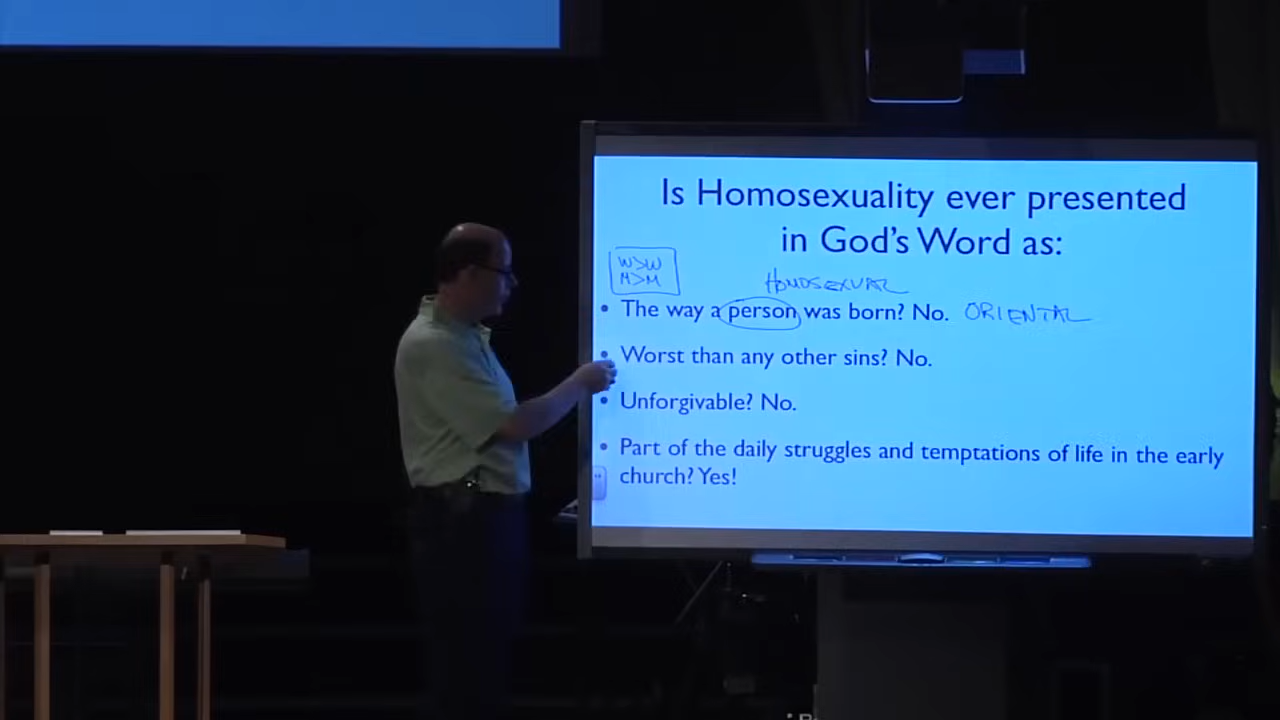 Is Homosexuality ever presented
in God's Word as:
W>W
M>M
HOMOSEXUAL
• The way a person was born? No. ORIENTAL
• Worst than any other sins? No.
• Unforgivable? No.
• Part of the daily struggles and temptations of life in the early
church? Yes!